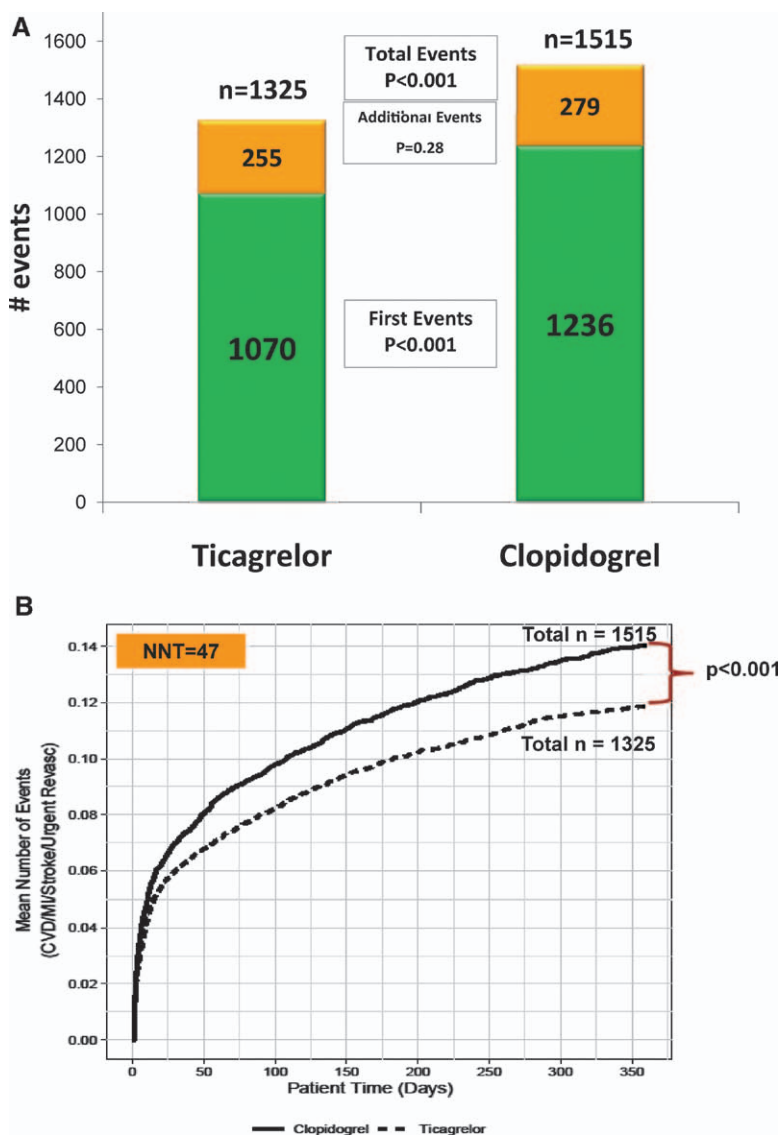 A
1600
1400
1200
1000
800
600
400
200
0
# events
n=1325
255
1070
Total Events
P<0.001
Additional Events
P=0.28
First Events
P<0.001
n=1515
279
1236
Ticagrelor
Clopidogrel
B
NNT=47
0.14
0.12
0.10
0.08
0.06
0.04
0.02
0.00
Mean Number of Events
(CVD/MI/Stroke/Urgent Revasc)
Total n = 1515
p<0.001
Total n = 1325
0 50 100 150 200 250 300 350
Patient Time (Days)
Clopidogrel Ticagrelor